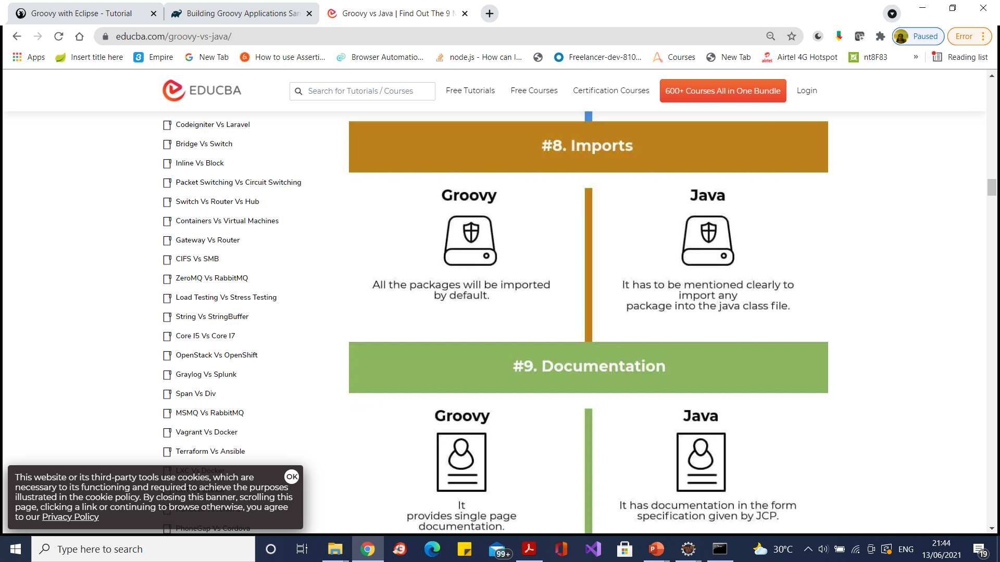 Groovy with Eclipse - Tutorial
Building Groovy Applications Sam
Groovy vs Java | Find Out The 9 M
educba.com/groovy-vs-java/
Paused
Error
Apps
Insert title here
Empire
New Tab
How to use Asserti...
Browser Automatio...
node.js - How can I...
Freelancer-dev-810...
Courses
New Tab
Airtel 4G Hotspot
nt8F83
»
Reading list
EDUCBA
Search for Tutorials / Courses
Free Tutorials
Free Courses
Certification Courses
600+ Courses All in One Bundle
Login
Codeigniter Vs Laravel
Bridge Vs Switch
Inline Vs Block
Packet Switching Vs Circuit Switching
Switch Vs Router Vs Hub
Containers Vs Virtual Machines
Gateway Vs Router
CIFS Vs SMB
ZeroMQ Vs RabbitMQ
Load Testing Vs Stress Testing
String Vs StringBuffer
Core I5 Vs Core I7
OpenStack Vs OpenShift
Graylog Vs Splunk
Span Vs Div
MSMQ Vs RabbitMQ
Vagrant Vs Docker
Terraform Vs Ansible
LXC Vs Docker
PhoneGap Vs Cordova
This website or its third-party tools use cookies, which are
necessary to its functioning and required to achieve the purposes
illustrated in the cookie policy. By closing this banner, scrolling this
page, clicking a link or continuing to browse otherwise, you agree
to our Privacy Policy
OK
#8. Imports
Groovy
All the packages will be imported
by default.
Java
It has to be mentioned clearly to
import any
package into the java class file.
#9. Documentation
Groovy
It
provides single page
documentation.
Java
It has documentation in the form
specification given by JCP.
Type here to search
99+
30°C
ENG
21:44
13/06/2021
19